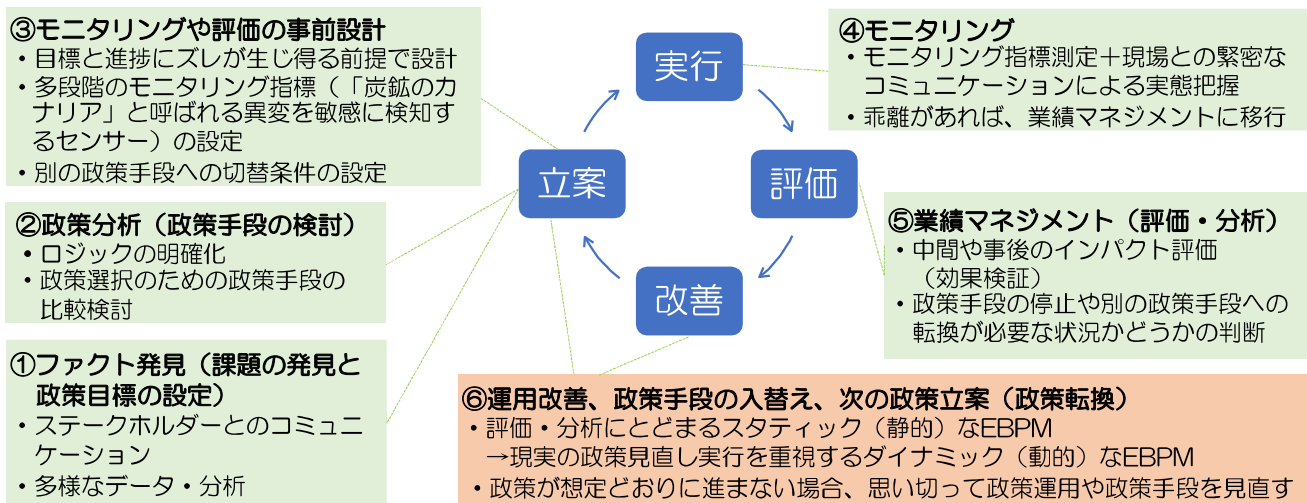 ③モニタリングや評価の事前設計
・目標と進捗にズレが生じ得る前提で設計
・多段階のモニタリング指標（「炭鉱のカ
ナリア」と呼ばれる異変を敏感に検知す
るセンサー）の設定
・別の政策手段への切替条件の設定
②政策分析（政策手段の検討）
・ロジックの明確化
・政策選択のための政策手段の
比較検討
①ファクト発見（課題の発見と
政策目標の設定）
・ステークホルダーとのコミュニ
ケーション
・多様なデータ・分析
実行
立案
評価
改善
④モニタリング
・モニタリング指標測定＋現場との緊密な
コミュニケーションによる実態把握
・乖離があれば、業績マネジメントに移行
⑤業績マネジメント（評価・分析）
・中間や事後のインパクト評価
（効果検証）
・政策手段の停止や別の政策手段への
転換が必要な状況かどうかの判断
⑥運用改善、政策手段の入替え、次の政策立案（政策転換）
・評価・分析にとどまるスタティック（静的）なEBPM
→現実の政策見直し実行を重視するダイナミック（動的）なEBPM
・政策が想定どおりに進まない場合、思い切って政策運用や政策手段を見直す